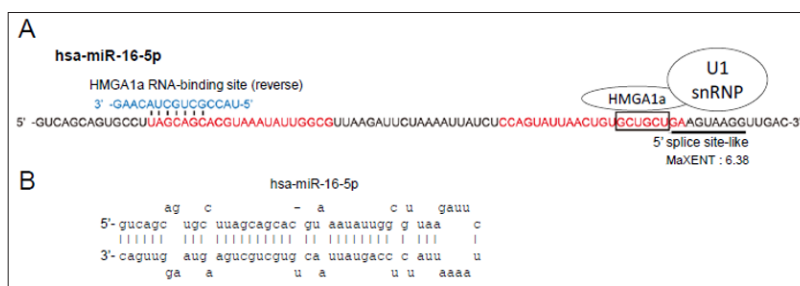 A
hsa-miR-16-5p
HMGA1a RNA-binding site (reverse)
U1
snRNP
HMGA1a
3' -GAACAUCGUCGCCAU-5'
5' -GUCAGCAGUGCCUUAGCAGCACGUAAAUAUUGGCGUUAAGAUUCUAAAAUUAUCUCCAGUAUUAACUGUGCUGCUGAAGUAAGGUUGAC-3'
5' splice site-like
MaXENT : 6.38
B
hsa-miR-16-5p
ag c - a c u gauu
5'- gucagc ugc uuagcagcac gu aauauugg g uaa c
|||||| ||| |||||||||| || |||||||| | ||| |
3'- caguug aug agucgucgug ca uuaugacc c auu u
ga a u a u u aaaa